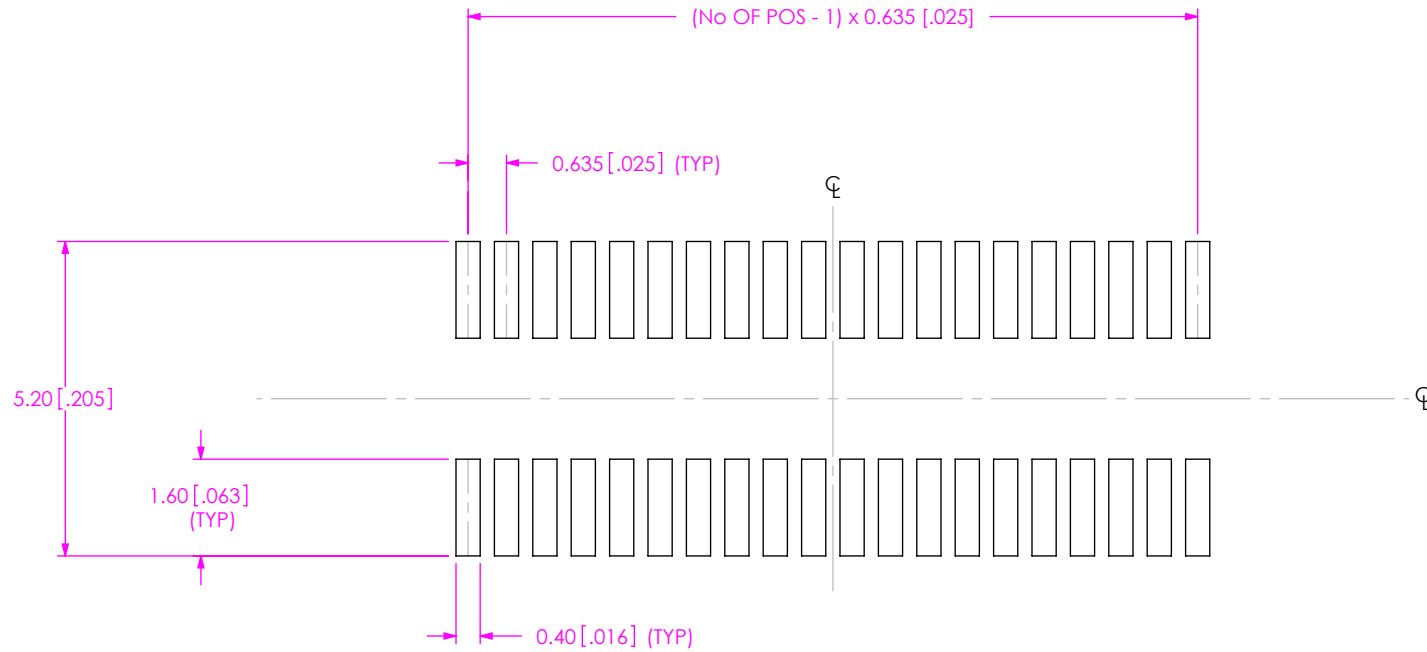 (No OF POS - 1) x 0.635 [.025]
0.635 [.025] (TYP)
℄
5.20 [.205]
℄
1.60 [.063]
(TYP)
0.40 [.016] (TYP)